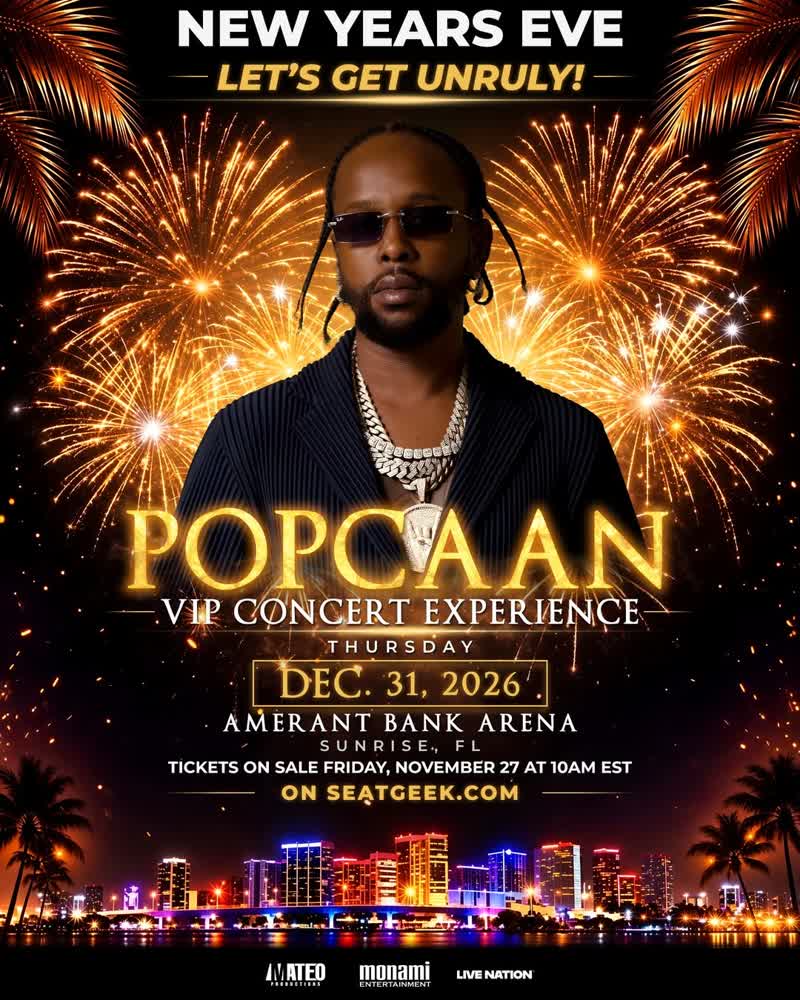 NEW YEARS EVE
LET'S GET UNRULY!
POPCAAN
VIP CONCERT EXPERIENCE
THURSDAY
DEC. 31, 2026
AMERANT BANK ARENA
SUNRISE, FL
TICKETS ON SALE FRIDAY, NOVEMBER 27 AT 10AM EST
ON SEATGEEK.COM
MATEO
PRODUCTIONS
monami
ENTERTAINMENT
LIVE NATION